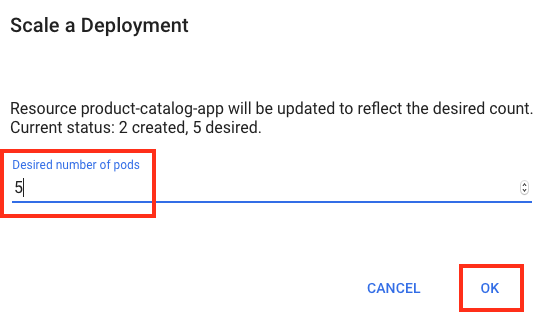 Scale a Deployment
Resource product-catalog-app will be updated to reflect the desired count.
Current status: 2 created, 5 desired.
Desired number of pods
5
CANCEL OK